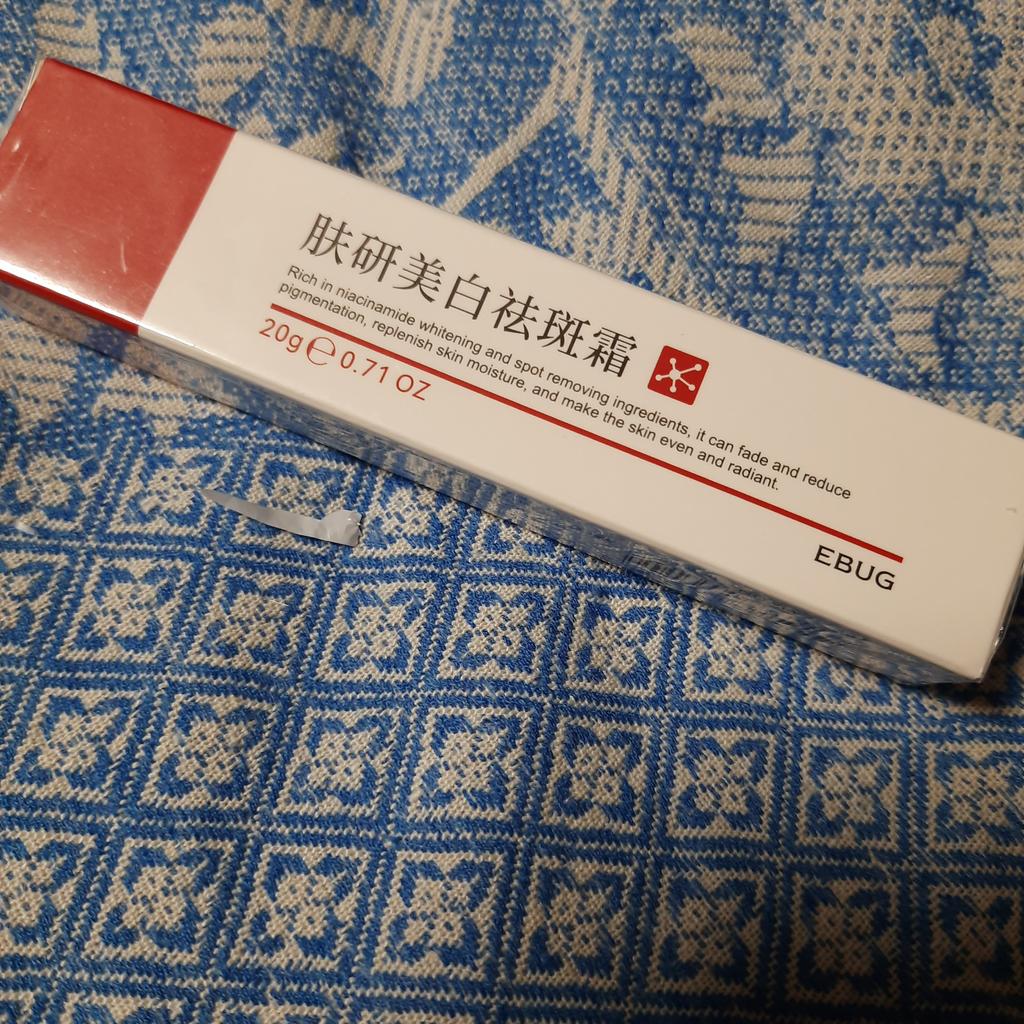 肤研美白祛斑霜
Rich in niacinamide whitening and spot removing ingredients, it can fade and reduce
pigmentation, replenish skin moisture, and make the skin even and radiant.
20g ℮ 0.71 OZ
EBUG